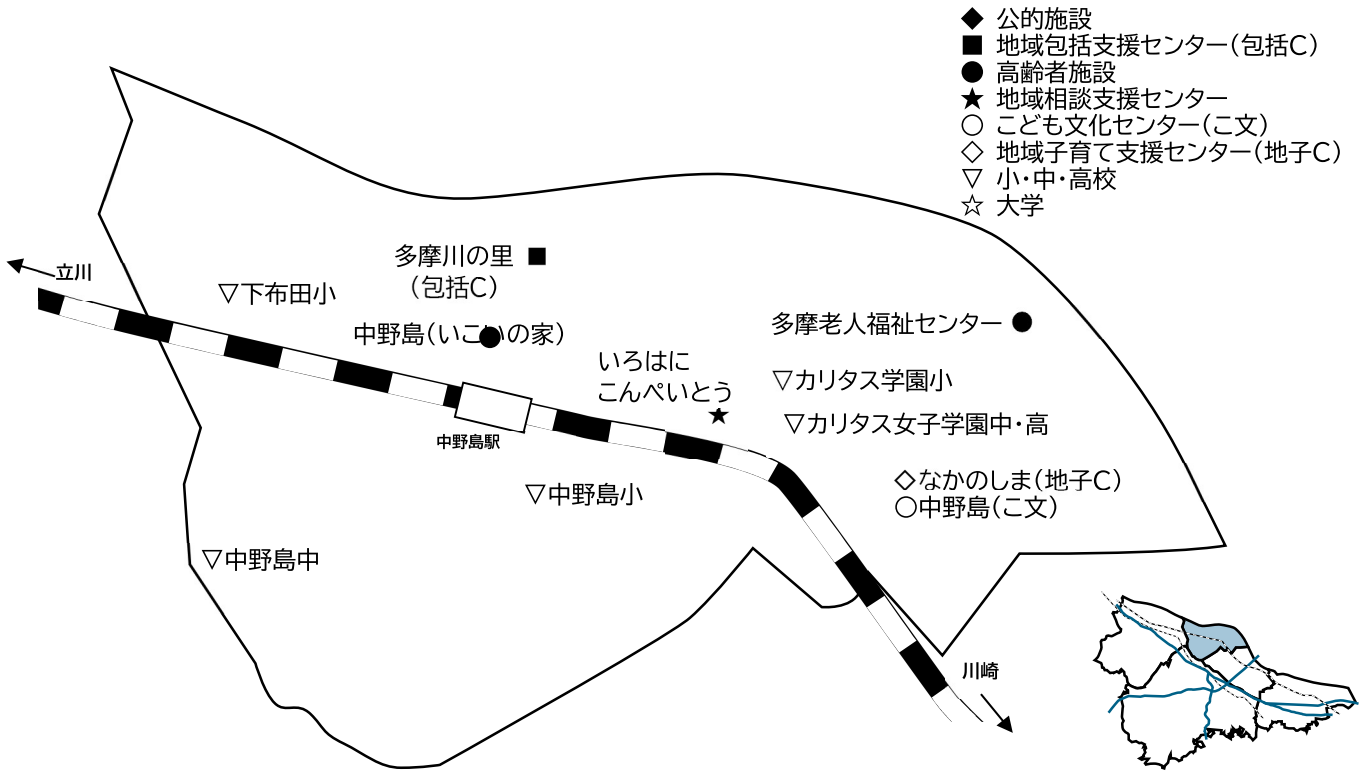 ◆ 公的施設
■ 地域包括支援センター(包括C)
● 高齢者施設
★ 地域相談支援センター
○ こども文化センター(こ文)
◇ 地域子育て支援センター(地子C)
▽ 小・中・高校
☆ 大学
多摩川の里 ■
(包括C)
立川
▽下布田小
中野島(いこいの家)
多摩老人福祉センター ●
いろはに
こんぺいとう
★
▽カリタス学園小
▽カリタス女子学園中・高
中野島駅
◇なかのしま(地子C)
○中野島(こ文)
▽中野島小
▽中野島中
川崎